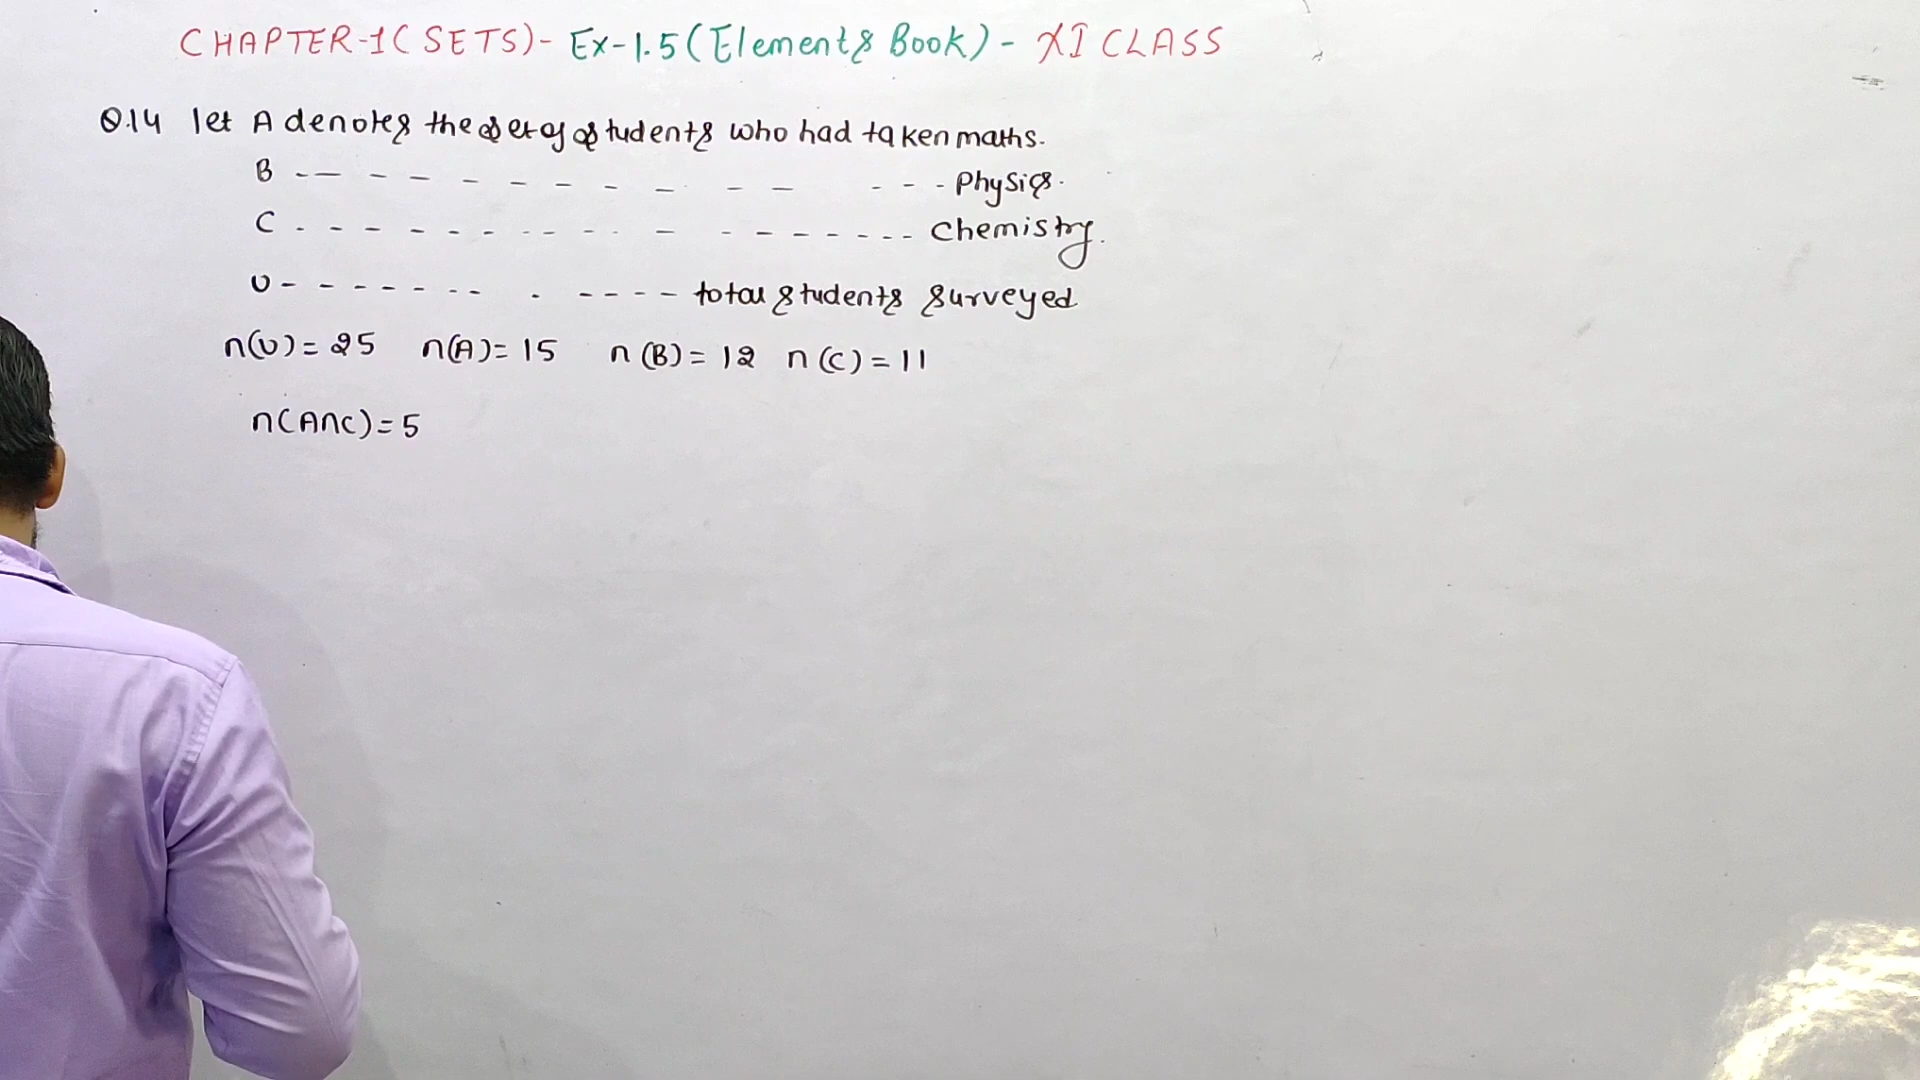 CHAPTER-1(SETS)- Ex-1.5(Elements Book)- XI CLASS
Q.14 let A denotes the set of students who had taken maths.
B - - - - - - - - - - - - - - Physics.
C - - - - - - - - - - - - - - - - Chemistry.
U - - - - - - - - - - - - total students surveyed
n(U)= 25 n(A)= 15 n(B)= 12 n(C)= 11
n(A∩C)= 5